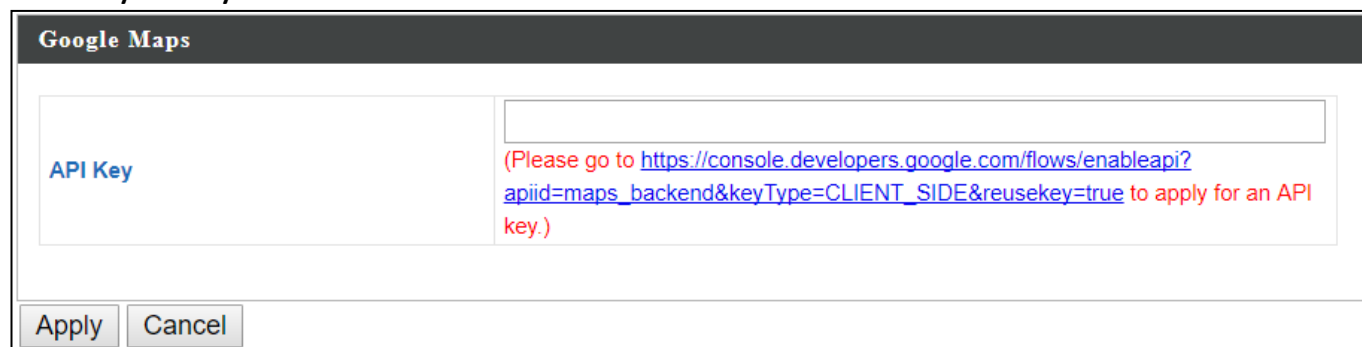 Google Maps
API Key
(Please go to https://console.developers.google.com/flows/enableapi?
apiid=maps_backend&keyType=CLIENT_SIDE&reusekey=true to apply for an API
key.)
Apply Cancel